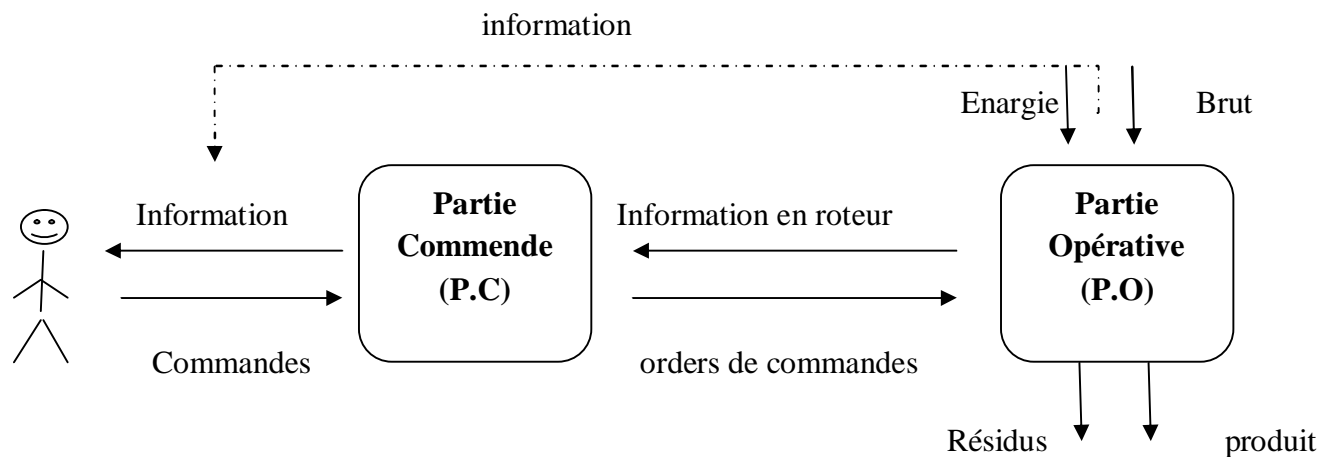 information
Enargie
Brut
Information
Partie
Commende
(P.C)
Information en roteur
Partie
Opérative
(P.O)
Commandes
orders de commandes
Résidus
produit